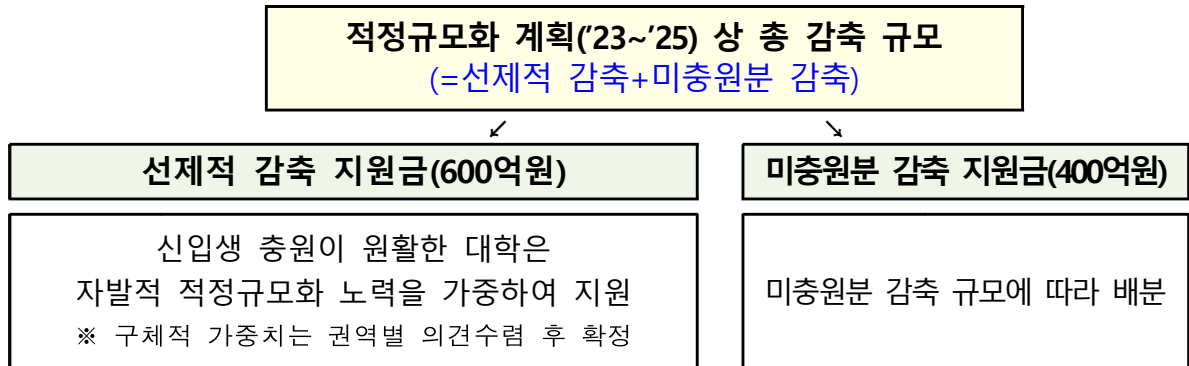 적정규모화 계획(’23~’25) 상 총 감축 규모
(=선제적 감축+미충원분 감축)
↙ ↘
선제적 감축 지원금(600억원)
신입생 충원이 원활한 대학은
자발적 적정규모화 노력을 가중하여 지원
※ 구체적 가중치는 권역별 의견수렴 후 확정
미충원분 감축 지원금(400억원)
미충원분 감축 규모에 따라 배분